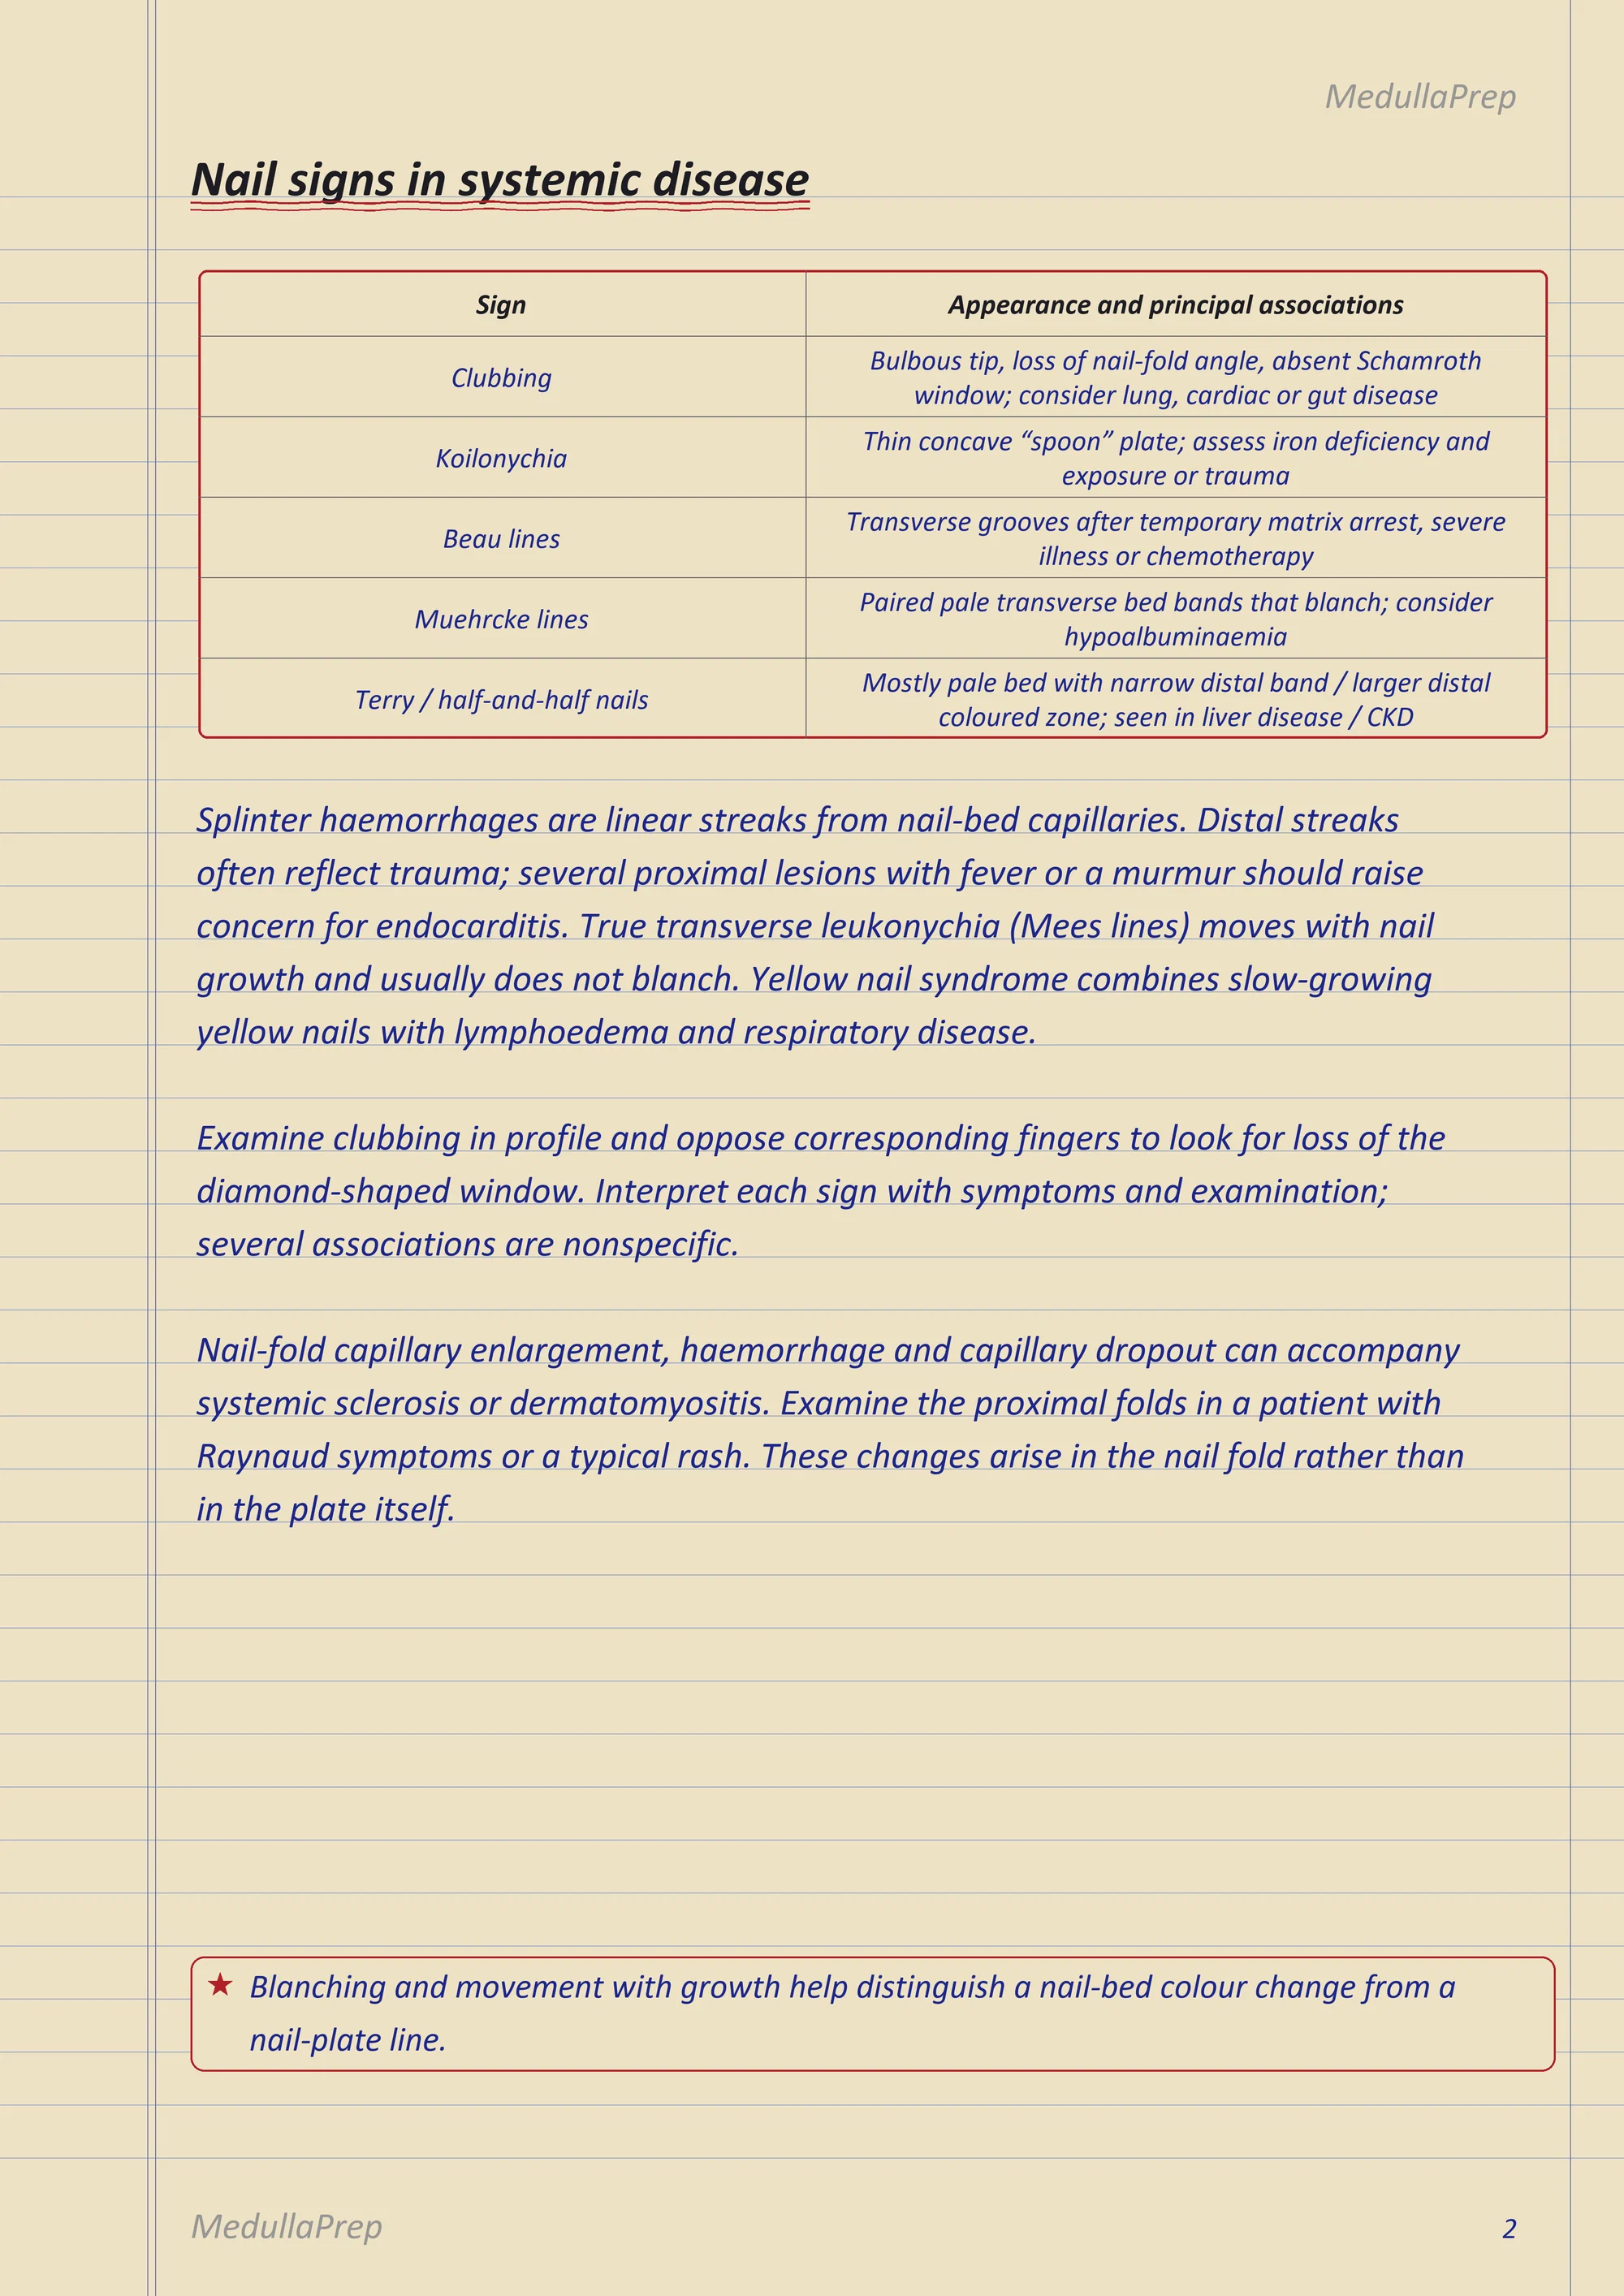 MedullaPrep
Nail signs in systemic disease
Sign
Appearance and principal associations
Clubbing
Bulbous tip, loss of nail-fold angle, absent Schamroth
window; consider lung, cardiac or gut disease
Koilonychia
Thin concave “spoon” plate; assess iron deficiency and
exposure or trauma
Beau lines
Transverse grooves after temporary matrix arrest, severe
illness or chemotherapy
Muehrcke lines
Paired pale transverse bed bands that blanch; consider
hypoalbuminaemia
Terry / half-and-half nails
Mostly pale bed with narrow distal band / larger distal
coloured zone; seen in liver disease / CKD
Splinter haemorrhages are linear streaks from nail-bed capillaries. Distal streaks
often reflect trauma; several proximal lesions with fever or a murmur should raise
concern for endocarditis. True transverse leukonychia (Mees lines) moves with nail
growth and usually does not blanch. Yellow nail syndrome combines slow-growing
yellow nails with lymphoedema and respiratory disease.
Examine clubbing in profile and oppose corresponding fingers to look for loss of the
diamond-shaped window. Interpret each sign with symptoms and examination;
several associations are nonspecific.
Nail-fold capillary enlargement, haemorrhage and capillary dropout can accompany
systemic sclerosis or dermatomyositis. Examine the proximal folds in a patient with
Raynaud symptoms or a typical rash. These changes arise in the nail fold rather than
in the plate itself.
★ Blanching and movement with growth help distinguish a nail-bed colour change from a
nail-plate line.
MedullaPrep
2